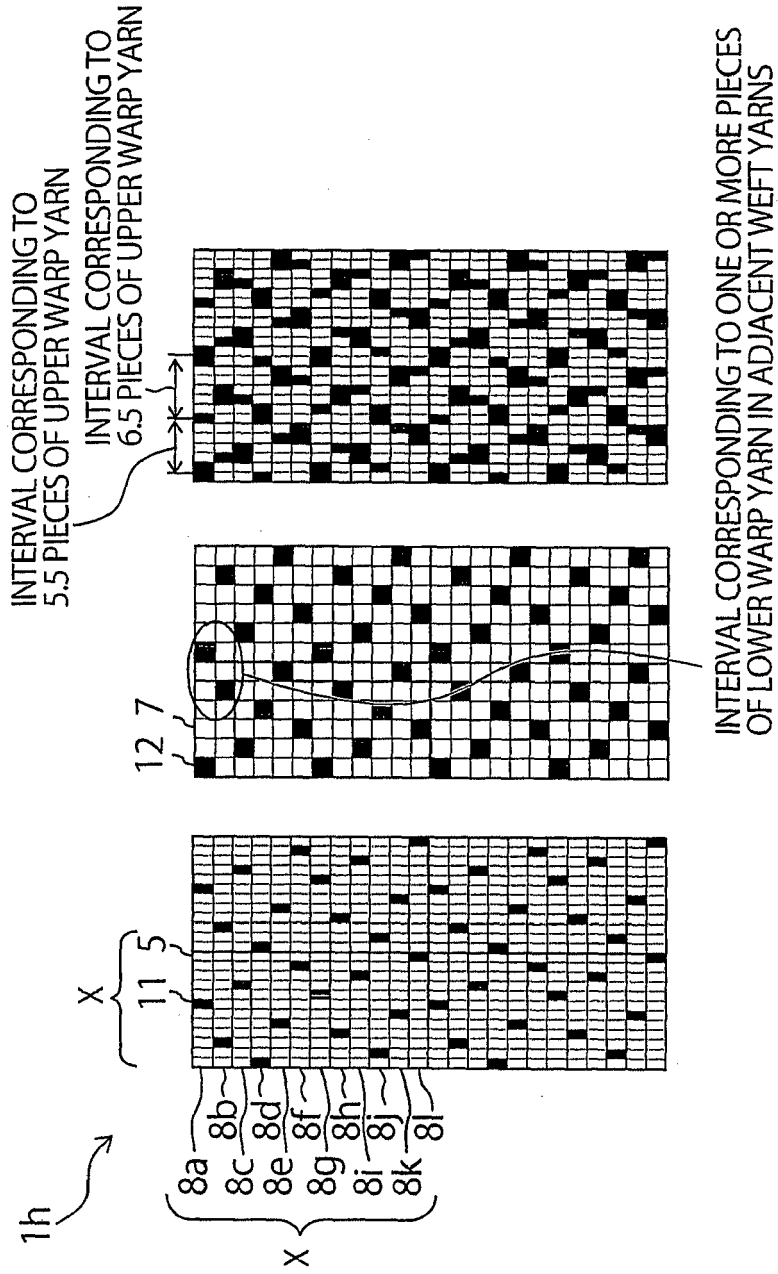 1h
X
8a
8b
8c
8d
8e
8f
8g
8h
8i
8j
8k
8l
X
11
5
12
7
INTERVAL CORRESPONDING TO
5.5 PIECES OF UPPER WARP YARN
INTERVAL CORRESPONDING TO
6.5 PIECES OF UPPER WARP YARN
INTERVAL CORRESPONDING TO ONE OR MORE PIECES
OF LOWER WARP YARN IN ADJACENT WEFT YARNS